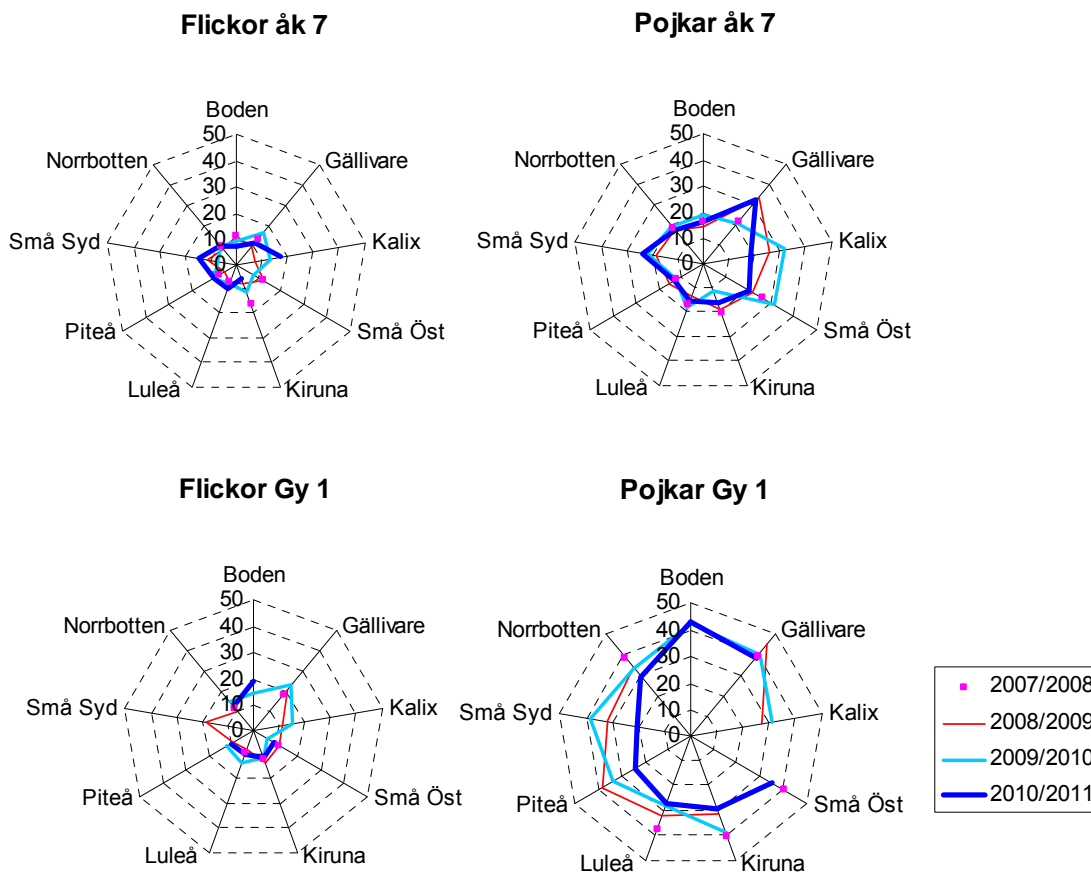 Flickor åk 7
Boden
50
40
30
20
10
0
Gällivare
Kalix
Små Öst
Kiruna
Luleå
Piteå
Små Syd
Norrbotten
Pojkar åk 7
Boden
50
40
30
20
10
0
Gällivare
Kalix
Små Öst
Kiruna
Luleå
Piteå
Små Syd
Norrbotten
Flickor Gy 1
Boden
50
40
30
20
10
0
Gällivare
Kalix
Små Öst
Kiruna
Luleå
Piteå
Små Syd
Norrbotten
Pojkar Gy 1
Boden
50
40
30
20
10
0
Gällivare
Kalix
Små Öst
Kiruna
Luleå
Piteå
Små Syd
Norrbotten
2007/2008
2008/2009
2009/2010
2010/2011